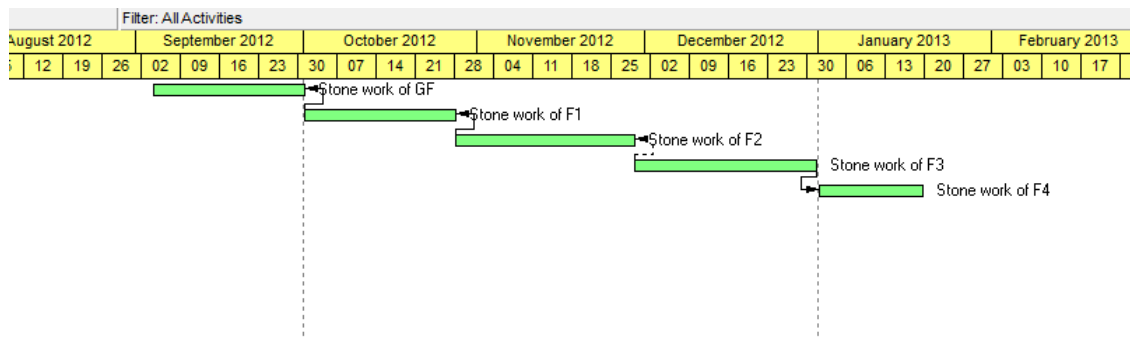 Filter: All Activities
August 2012 September 2012 October 2012 November 2012 December 2012 January 2013 February 2013
12 19 26 02 09 16 23 30 07 14 21 28 04 11 18 25 02 09 16 23 30 06 13 20 27 03 10 17
Stone work of GF
Stone work of F1
Stone work of F2
Stone work of F3
Stone work of F4